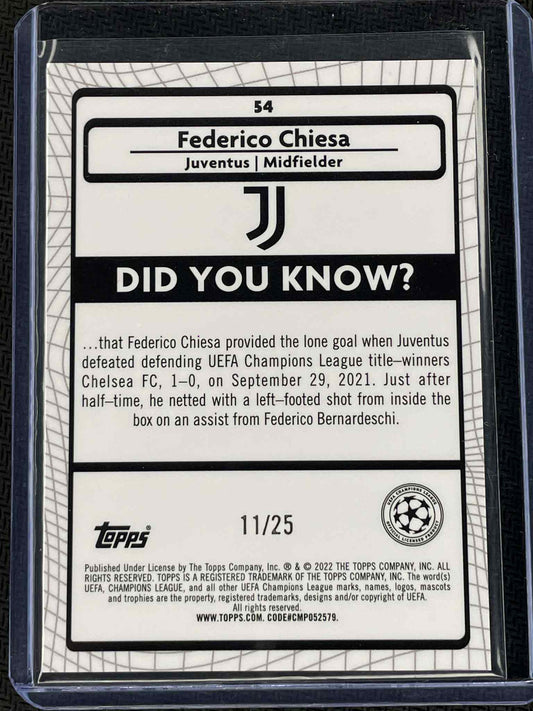 54
Federico Chiesa
Juventus | Midfielder
DID YOU KNOW?
...that Federico Chiesa provided the lone goal when Juventus
defeated defending UEFA Champions League title–winners
Chelsea FC, 1–0, on September 29, 2021. Just after
half–time, he netted with a left–footed shot from inside the
box on an assist from Federico Bernardeschi.
11/25
topps®
UEFA CHAMPIONS LEAGUE
OFFICIAL LICENSED PRODUCT
Published Under License by The Topps Company, Inc. ® & © 2022 THE TOPPS COMPANY, INC. ALL
RIGHTS RESERVED. TOPPS IS A REGISTERED TRADEMARK OF THE TOPPS COMPANY, INC. The word(s)
UEFA, CHAMPIONS LEAGUE, and all other UEFA Champions League marks, names, logos, mascots
and trophies are the property, registered trademarks, designs and/or copyright of UEFA.
All rights reserved.
WWW.TOPPS.COM. CODE#CMP052579.